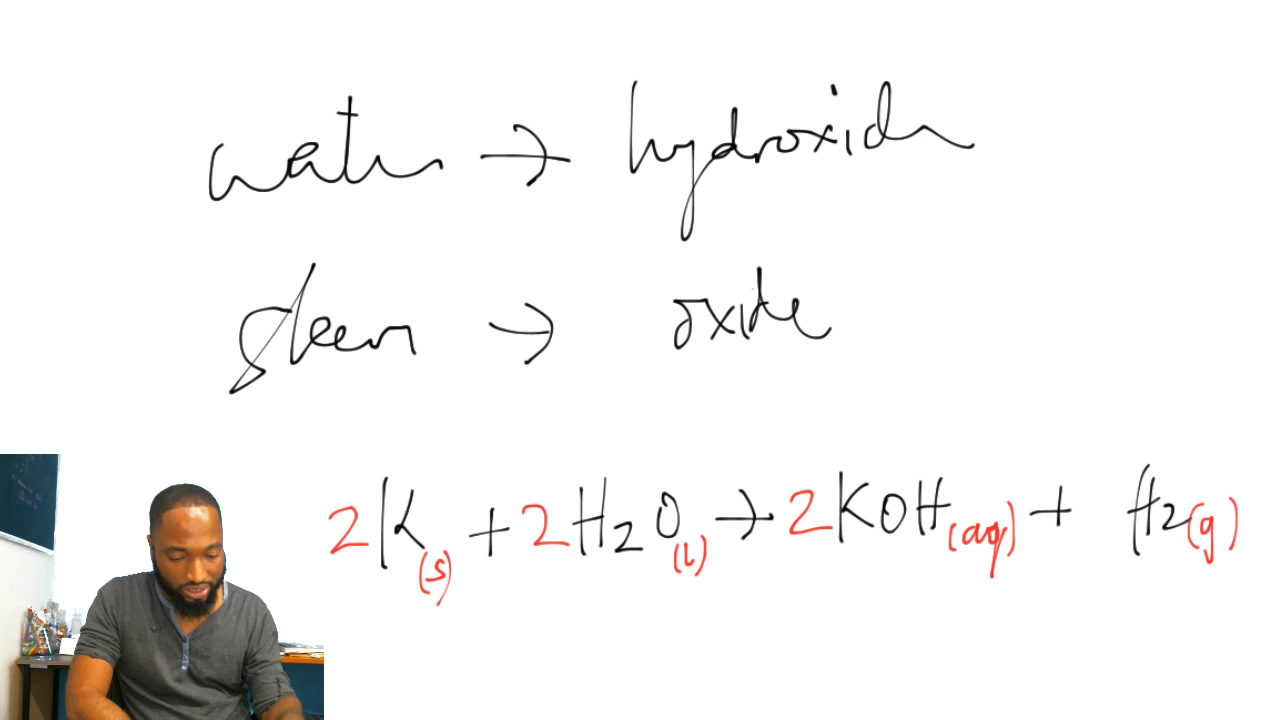 water → hydroxide
steam → oxide
2K(s) + 2H₂O(l) → 2KOH(aq) + H₂(g)